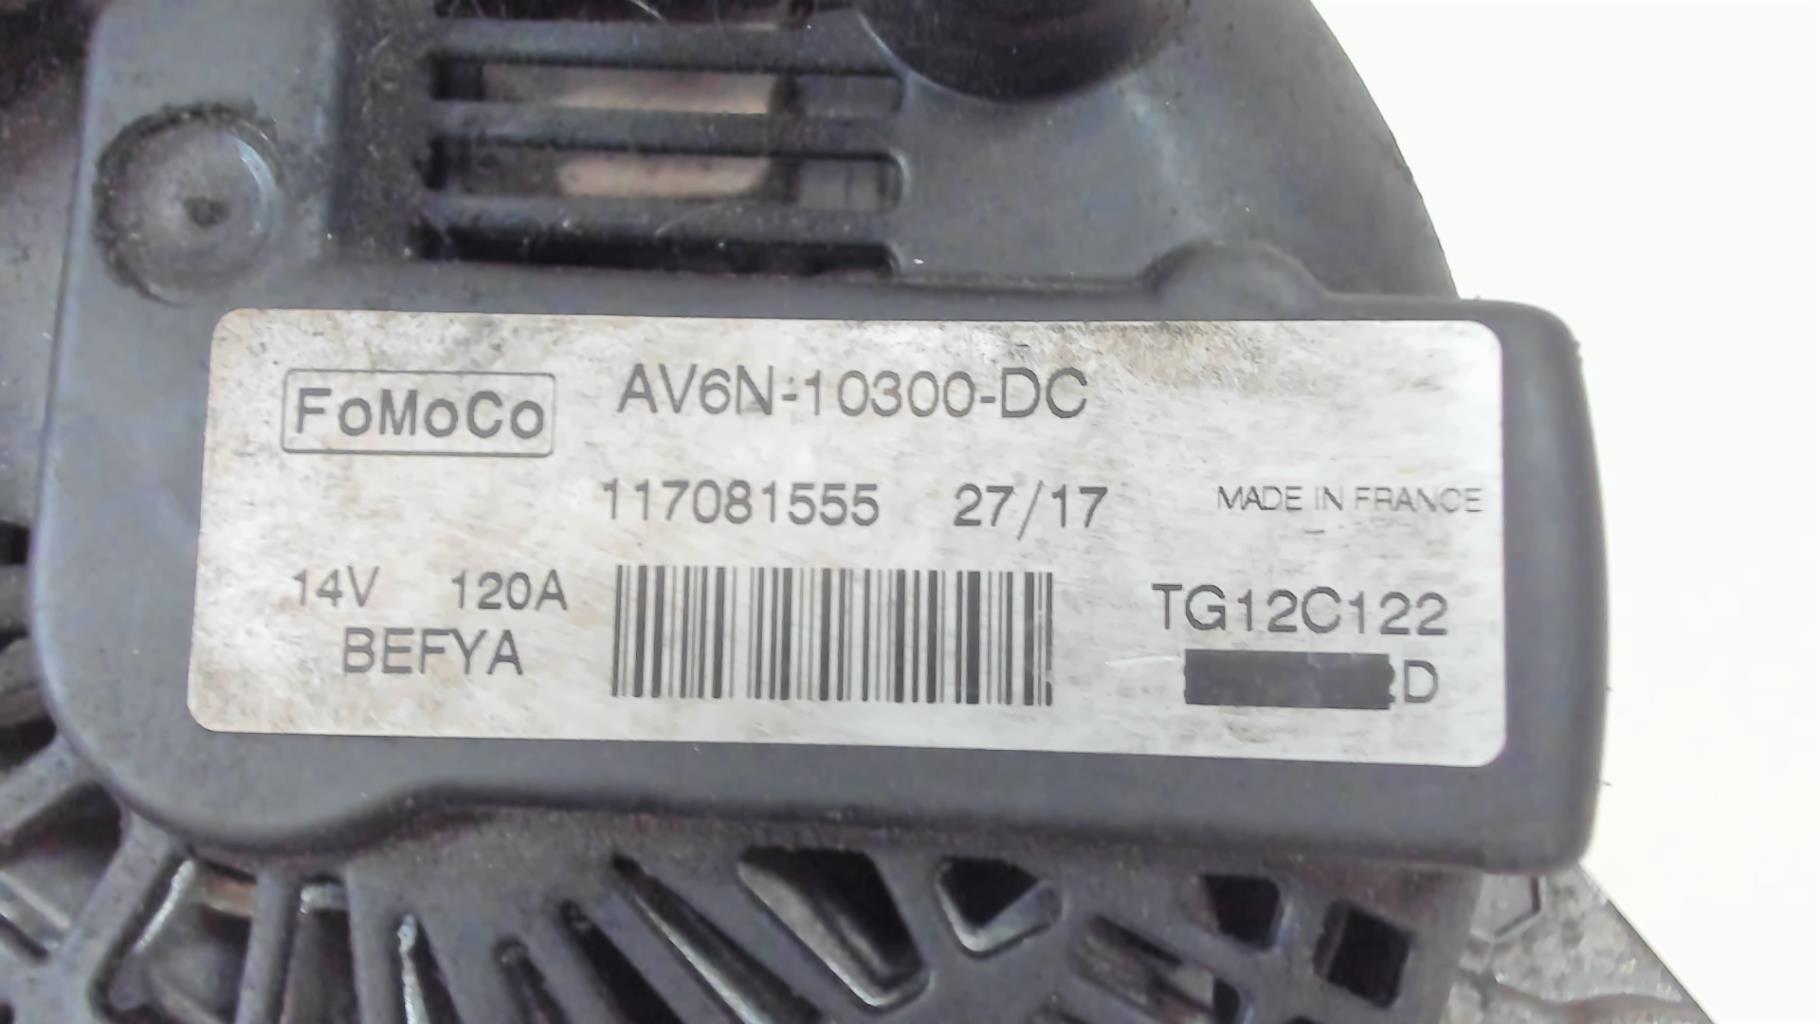 FoMoCo AV6N-10300-DC
117081555 27/17 MADE IN FRANCE
14V 120A TG12C122
BEFYA D